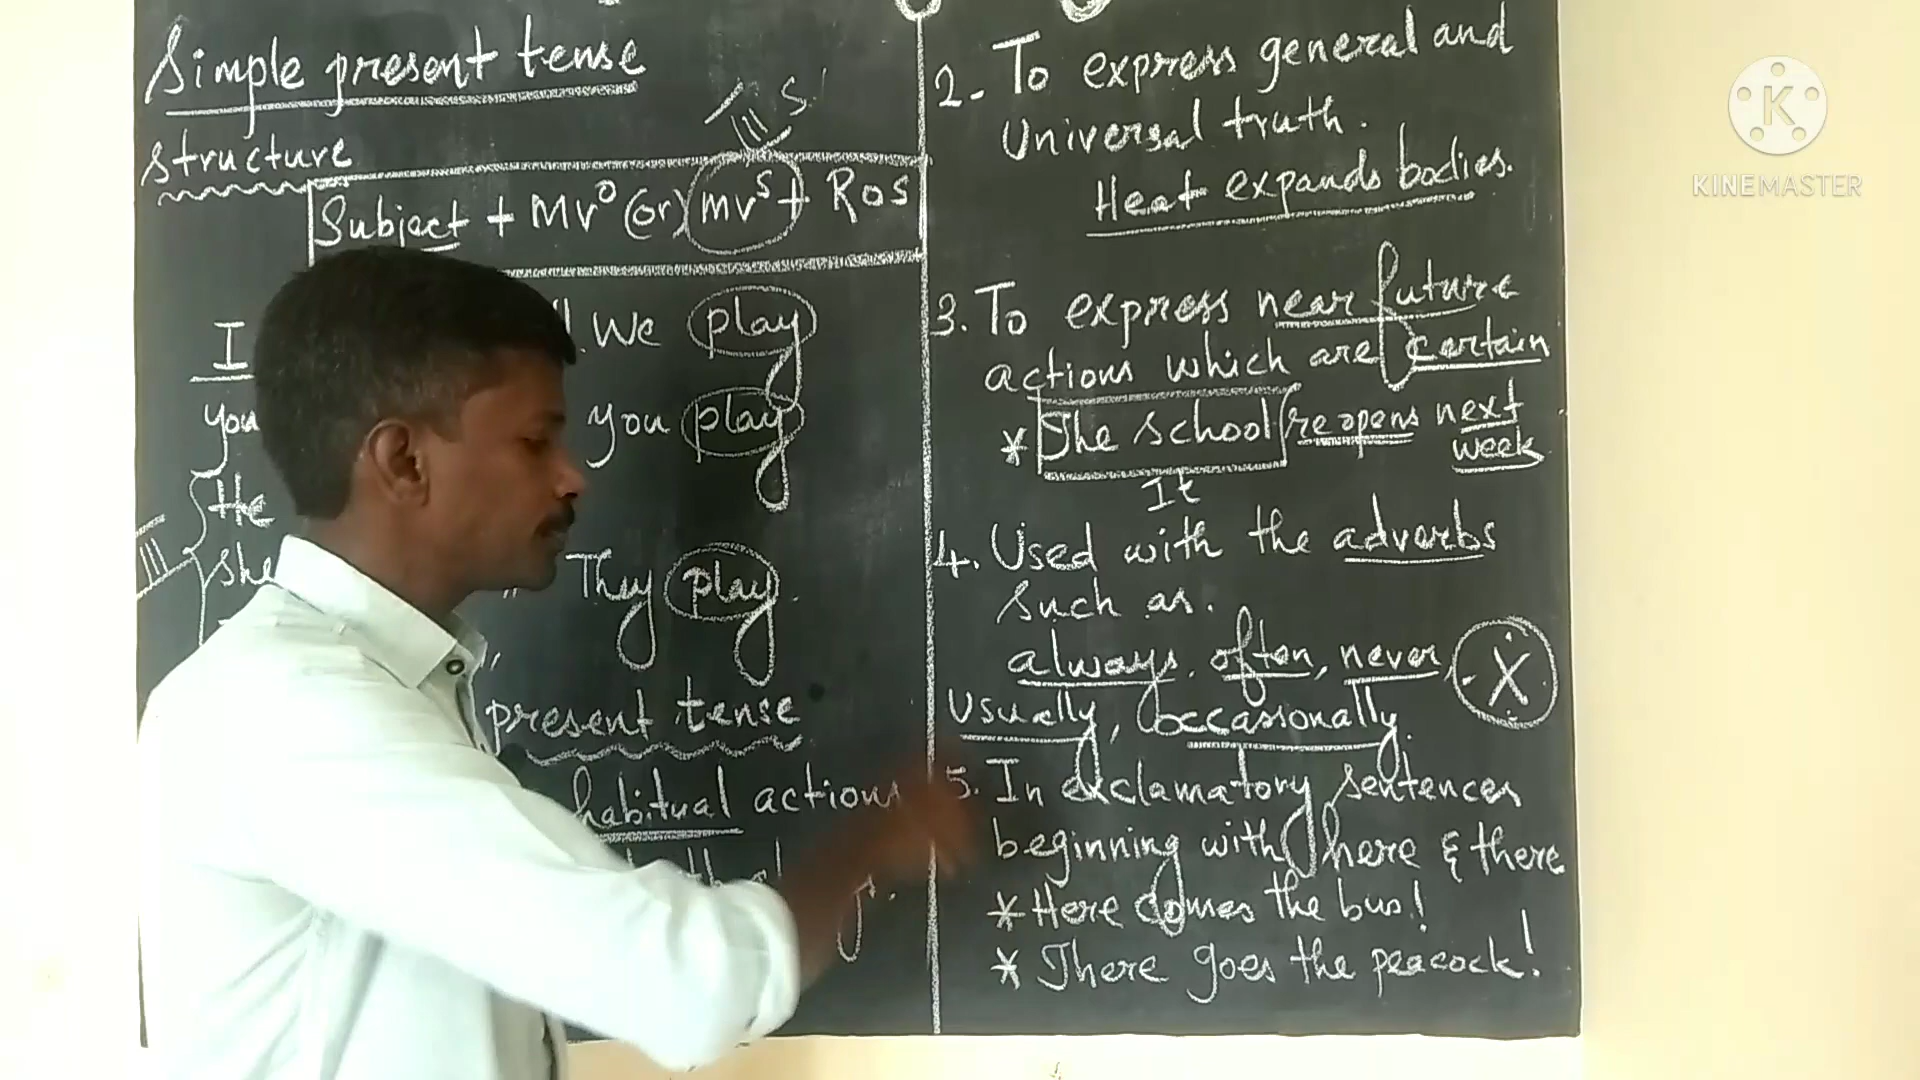 Simple present tense
S
structure
Subject + Mv⁰ (or) mvˢ + Ros
I
We play
you
you play
He
She
They play.
present tense
habitual actions
2- To express general and
Universal truth.
Heat expands bodies.
3. To express near future
actions which are certain
* The school reopens next
week
It
4. Used with the adverbs
such as.
always, often, never,
X
Usually, occasionally.
5. In exclamatory sentences
beginning with here & there
* Here comes the bus!
* There goes the peacock!
K
KINEMASTER